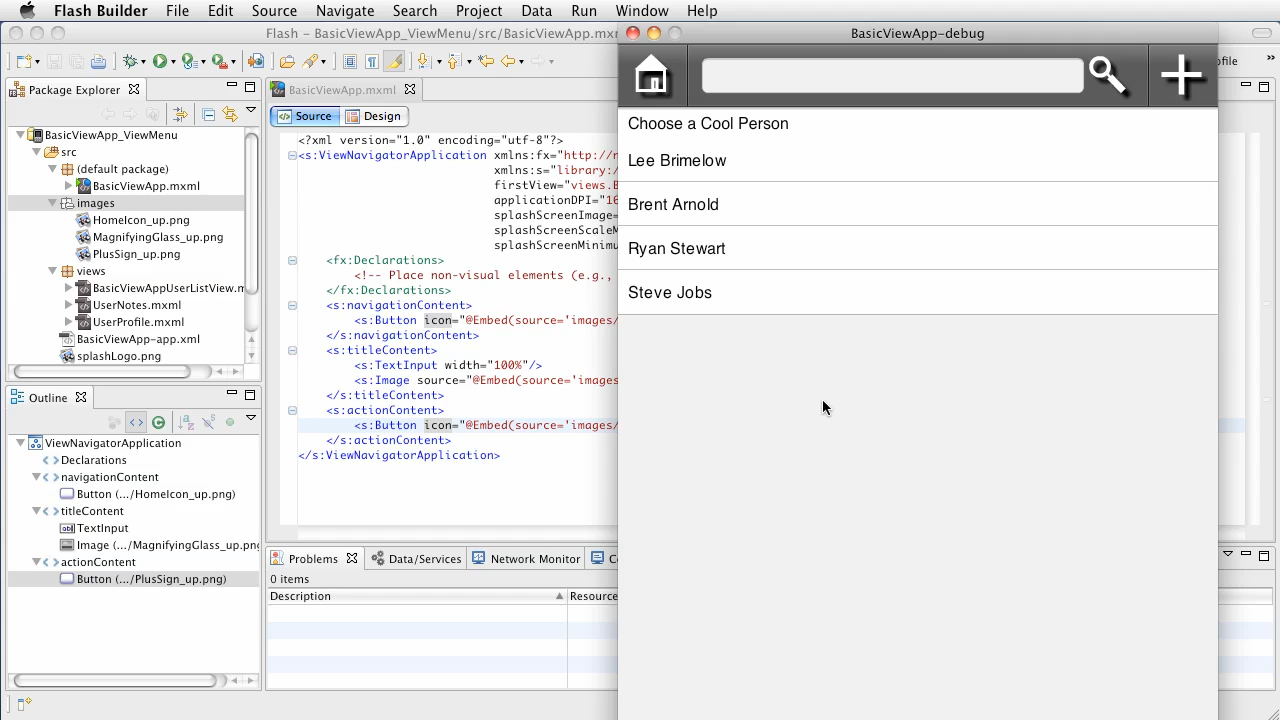 Flash Builder File Edit Source Navigate Search Project Data Run Window Help
Flash – BasicViewApp_ViewMenu/src/BasicViewApp.mxm
BasicViewApp-debug
Package Explorer
BasicViewApp_ViewMenu
src
(default package)
BasicViewApp.mxml
images
HomeIcon_up.png
MagnifyingGlass_up.png
PlusSign_up.png
views
BasicViewAppUserListView.m
UserNotes.mxml
UserProfile.mxml
BasicViewApp-app.xml
splashLogo.png
Outline
ViewNavigatorApplication
Declarations
navigationContent
Button (.../HomeIcon_up.png)
titleContent
TextInput
Image (.../MagnifyingGlass_up.png
actionContent
Button (.../PlusSign_up.png)
BasicViewApp.mxml
Source Design
<?xml version="1.0" encoding="utf-8"?>
<s:ViewNavigatorApplication xmlns:fx="http://n
xmlns:s="library:/
firstView="views.B
applicationDPI="16
splashScreenImage=
splashScreenScaleM
splashScreenMinimu
<fx:Declarations>
<!-- Place non-visual elements (e.g.,
</fx:Declarations>
<s:navigationContent>
<s:Button icon="@Embed(source='images/
</s:navigationContent>
<s:titleContent>
<s:TextInput width="100%"/>
<s:Image source="@Embed(source='images
</s:titleContent>
<s:actionContent>
<s:Button icon="@Embed(source='images/
</s:actionContent>
</s:ViewNavigatorApplication>
Problems Data/Services Network Monitor C
0 items
Description Resource
Choose a Cool Person
Lee Brimelow
Brent Arnold
Ryan Stewart
Steve Jobs
ofile